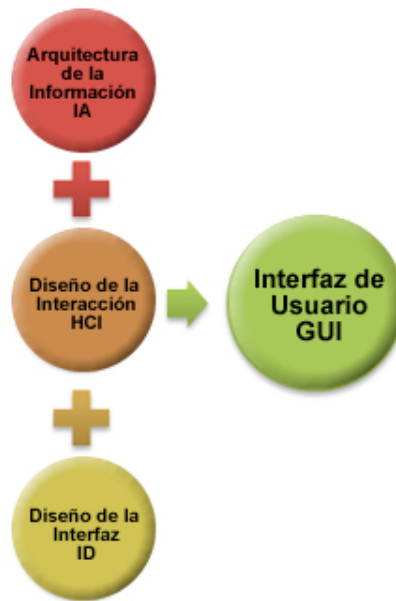 Arquitectura
de la
Información
IA
Diseño de la
Interacción
HCI
Interfaz de
Usuario
GUI
Diseño de la
Interfaz
ID